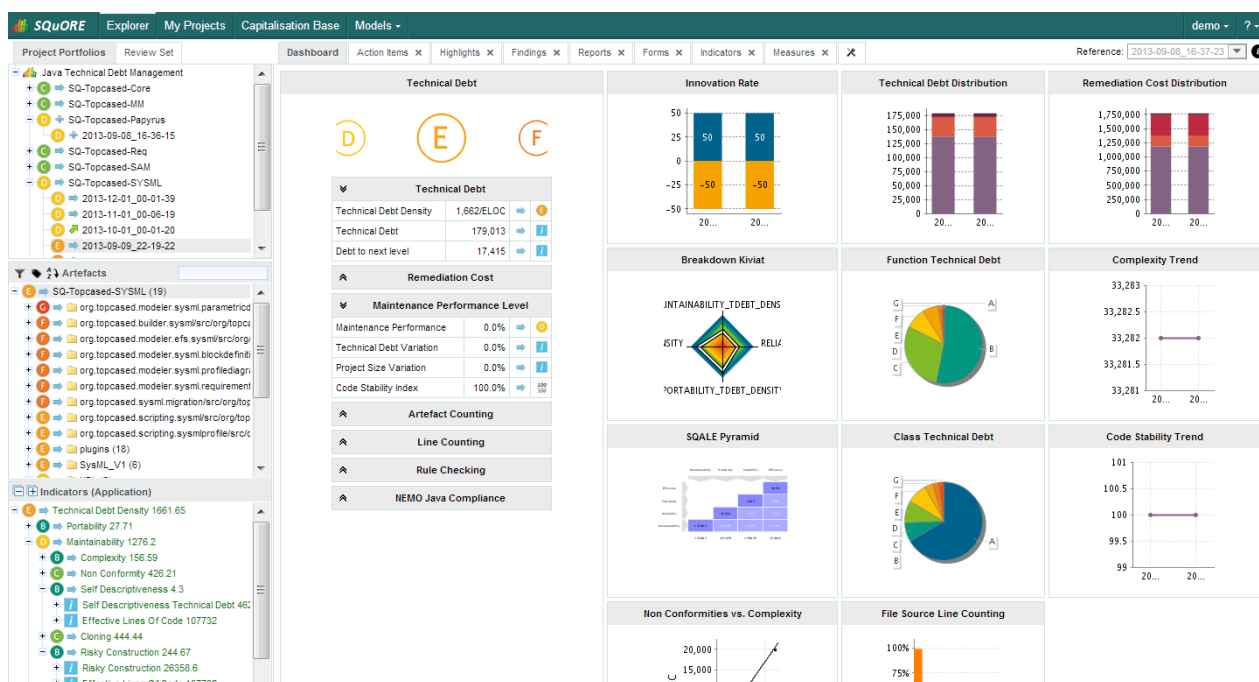 SQuORE Explorer My Projects Capitalisation Base Models demo ?
Project Portfolios Review Set
Dashboard Action Items Highlights Findings Reports Forms Indicators Measures Reference: 2013-09-08_16-37-23
Java Technical Debt Management
C SQ-Topcased-Core
C SQ-Topcased-MM
D SQ-Topcased-Papyrus
D 2013-09-08_16-36-15
C SQ-Topcased-Req
C SQ-Topcased-SAM
D SQ-Topcased-SYSML
D 2013-12-01_00-01-39
D 2013-11-01_00-06-19
D 2013-10-01_00-01-20
E 2013-09-09_22-19-22
Artefacts
E SQ-Topcased-SYSML (19)
G org.topcased.modeler.sysml.parametricd
F org.topcased.builder.sysml/src/org/topca
F org.topcased.modeler.efs.sysml/src/org/
F org.topcased.modeler.sysml.blockdefiniti
F org.topcased.modeler.sysml.profilediagra
F org.topcased.modeler.sysml.requirement
F org.topcased.sysml.migration/src/org/top
E org.topcased.scripting.sysml/src/org/top
E org.topcased.scripting.sysmlprofile/src/o
E plugins (18)
E SysML_V1 (6)
Indicators (Application)
E Technical Debt Density 1661.65
B Portability 27.71
D Maintainability 1276.2
B Complexity 156.59
C Non Conformity 426.21
B Self Descriptiveness 4.3
i Self Descriptiveness Technical Debt 462
i Effective Lines Of Code 107732
C Cloning 444.44
B Risky Construction 244.67
i Risky Construction 26358.6
Technical Debt
D E F
Technical Debt
Technical Debt Density 1,662/ELOC E
Technical Debt 179,013 i
Debt to next level 17,415 i
Remediation Cost
Maintenance Performance Level
Maintenance Performance 0.0% D
Technical Debt Variation 0.0% i
Project Size Variation 0.0% i
Code Stability Index 100.0%
Artefact Counting
Line Counting
Rule Checking
NEMO Java Compliance
Innovation Rate
50
25
0
-25
-50
50 50
-50 -50
20... 20...
Technical Debt Distribution
175,000
150,000
125,000
100,000
75,000
50,000
25,000
0
20... 20...
Remediation Cost Distribution
1,750,000
1,500,000
1,250,000
1,000,000
750,000
500,000
250,000
0
20... 20...
Breakdown Kiviat
INTAINABILITY_TDEBT_DENS
ISITY RELI
PORTABILITY_TDEBT_DENSIT
Function Technical Debt
G A
F
E
D B
C
Complexity Trend
33,283
33,282.5
33,282
33,281.5
33,281
20... 20...
SQALE Pyramid
Class Technical Debt
G
F
E
D
C A
B
Code Stability Trend
101
100.5
100
99.5
99
20... 20...
Non Conformities vs. Complexity
20,000
15,000
File Source Line Counting
100%
75%